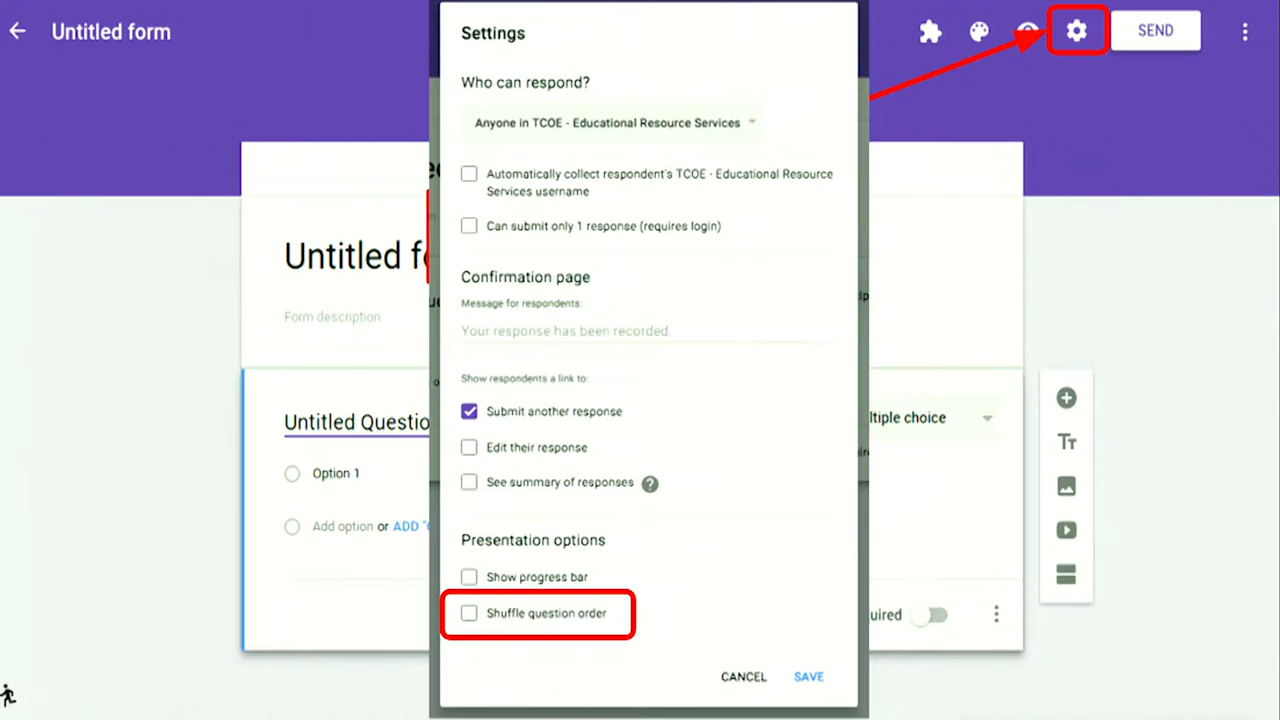 Untitled form
SEND
Settings
Who can respond?
Anyone in TCOE - Educational Resource Services
Automatically collect respondent's TCOE - Educational Resource
Services username
Can submit only 1 response (requires login)
Confirmation page
Message for respondents:
Your response has been recorded.
Show respondents a link to:
Submit another response
Edit their response
See summary of responses ?
Presentation options
Show progress bar
Shuffle question order
CANCEL SAVE
Untitled f
Form description
Untitled Questio
ltiple choice
Option 1
Add option or ADD "
uired
Tt